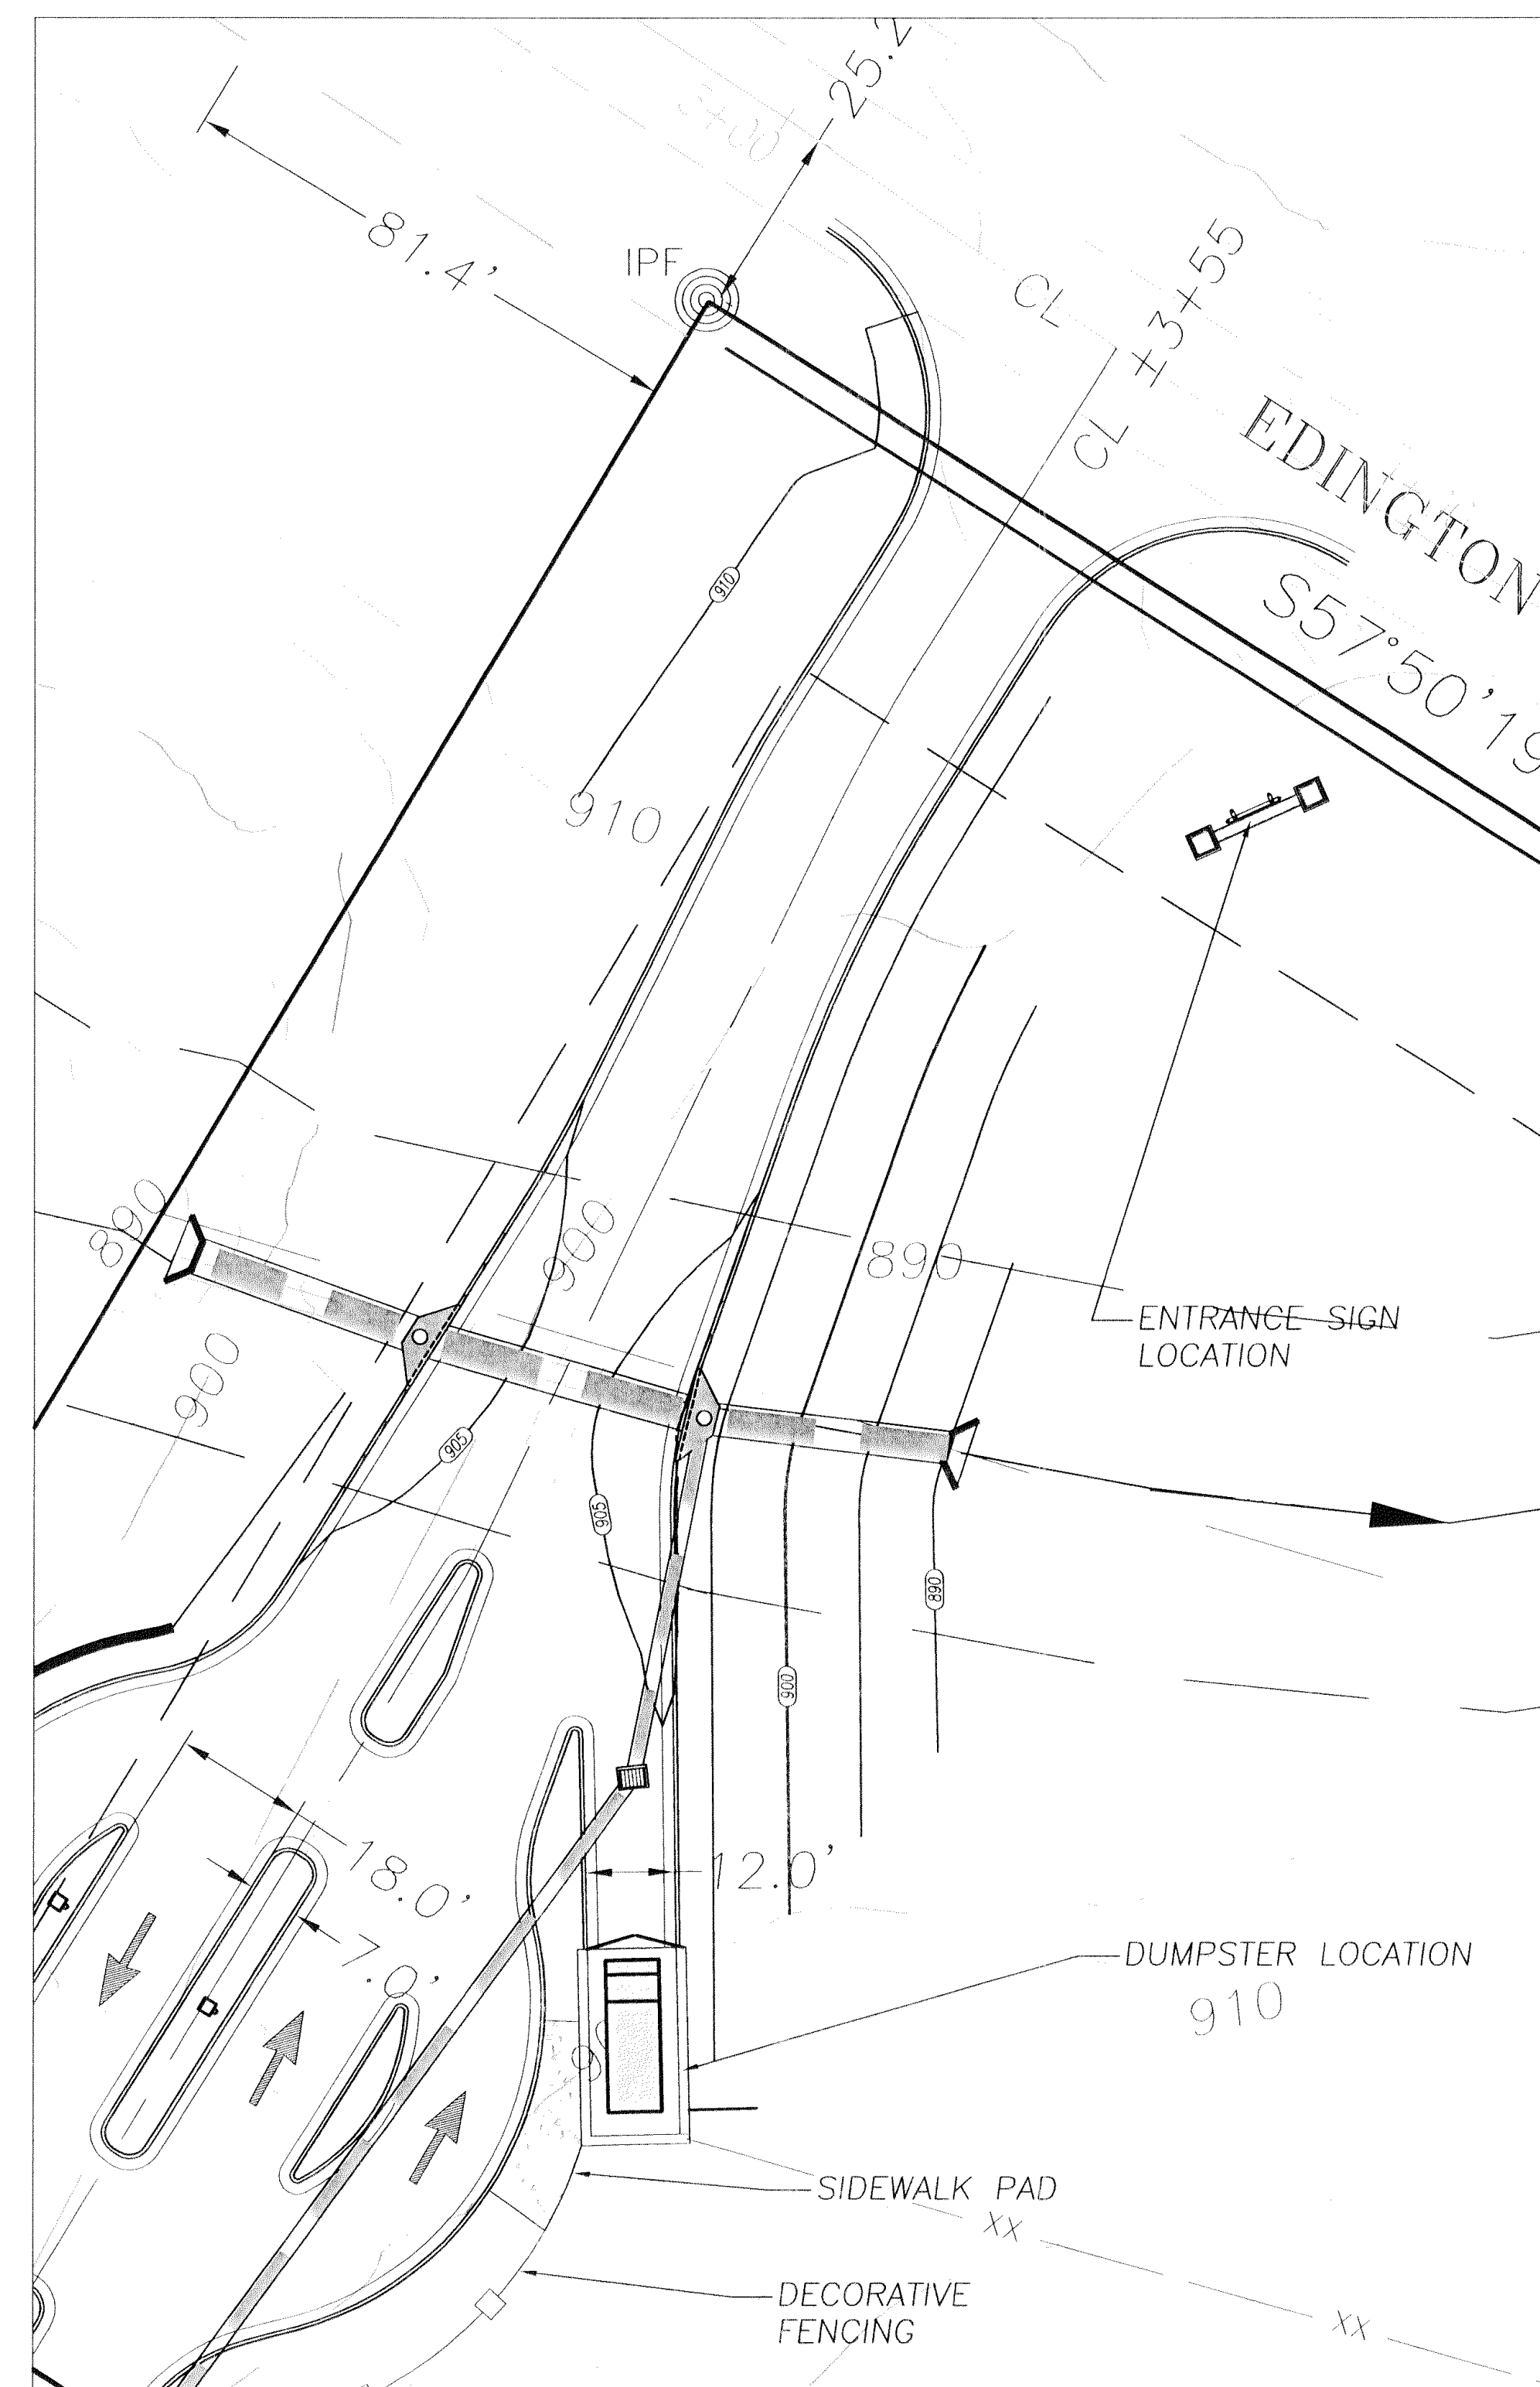 25.2
3+00
81.4'
IPF
CL
CL ±3+55
EDINGTON
S57°50'19
910
910
890
900
890
900
ENTRANCE SIGN
LOCATION
905
905
890
900
18.0'
12.0'
7.0'
DUMPSTER LOCATION
910
SIDEWALK PAD
XX
DECORATIVE
FENCING
XX